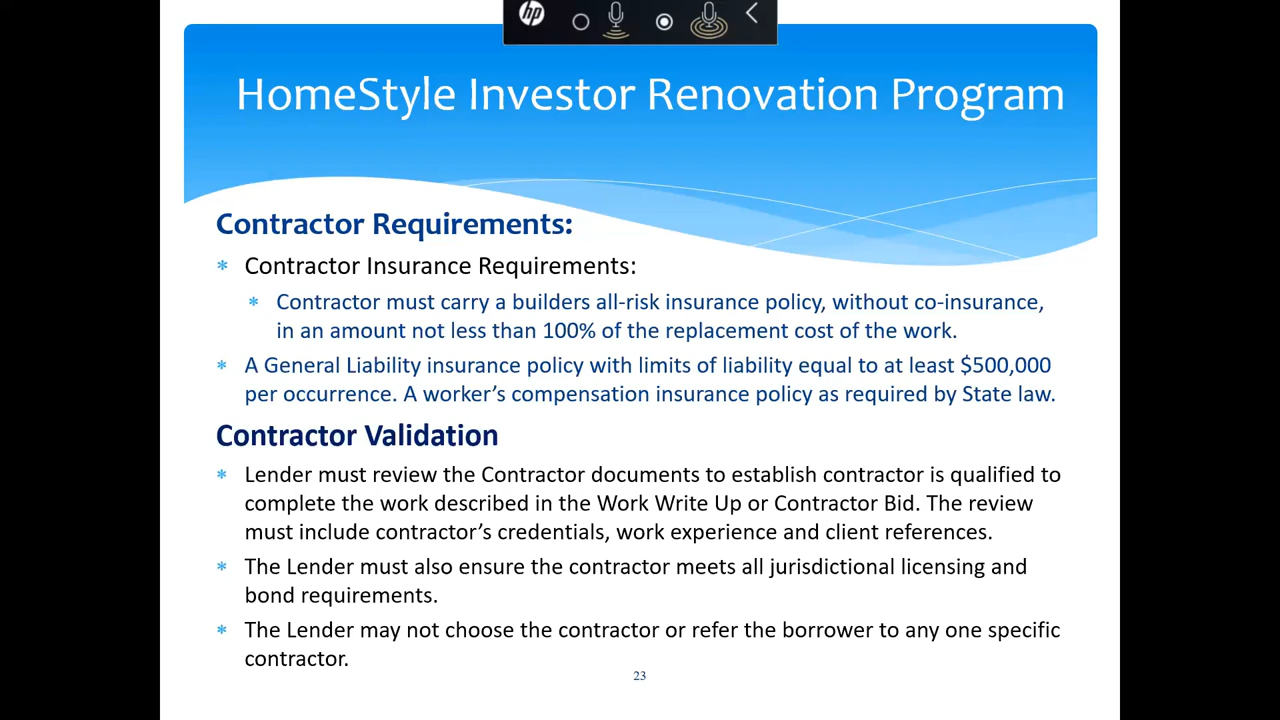 hp
HomeStyle Investor Renovation Program
Contractor Requirements:
* Contractor Insurance Requirements:
* Contractor must carry a builders all-risk insurance policy, without co-insurance,
in an amount not less than 100% of the replacement cost of the work.
* A General Liability insurance policy with limits of liability equal to at least $500,000
per occurrence. A worker’s compensation insurance policy as required by State law.
Contractor Validation
* Lender must review the Contractor documents to establish contractor is qualified to
complete the work described in the Work Write Up or Contractor Bid. The review
must include contractor’s credentials, work experience and client references.
* The Lender must also ensure the contractor meets all jurisdictional licensing and
bond requirements.
* The Lender may not choose the contractor or refer the borrower to any one specific
contractor.
23